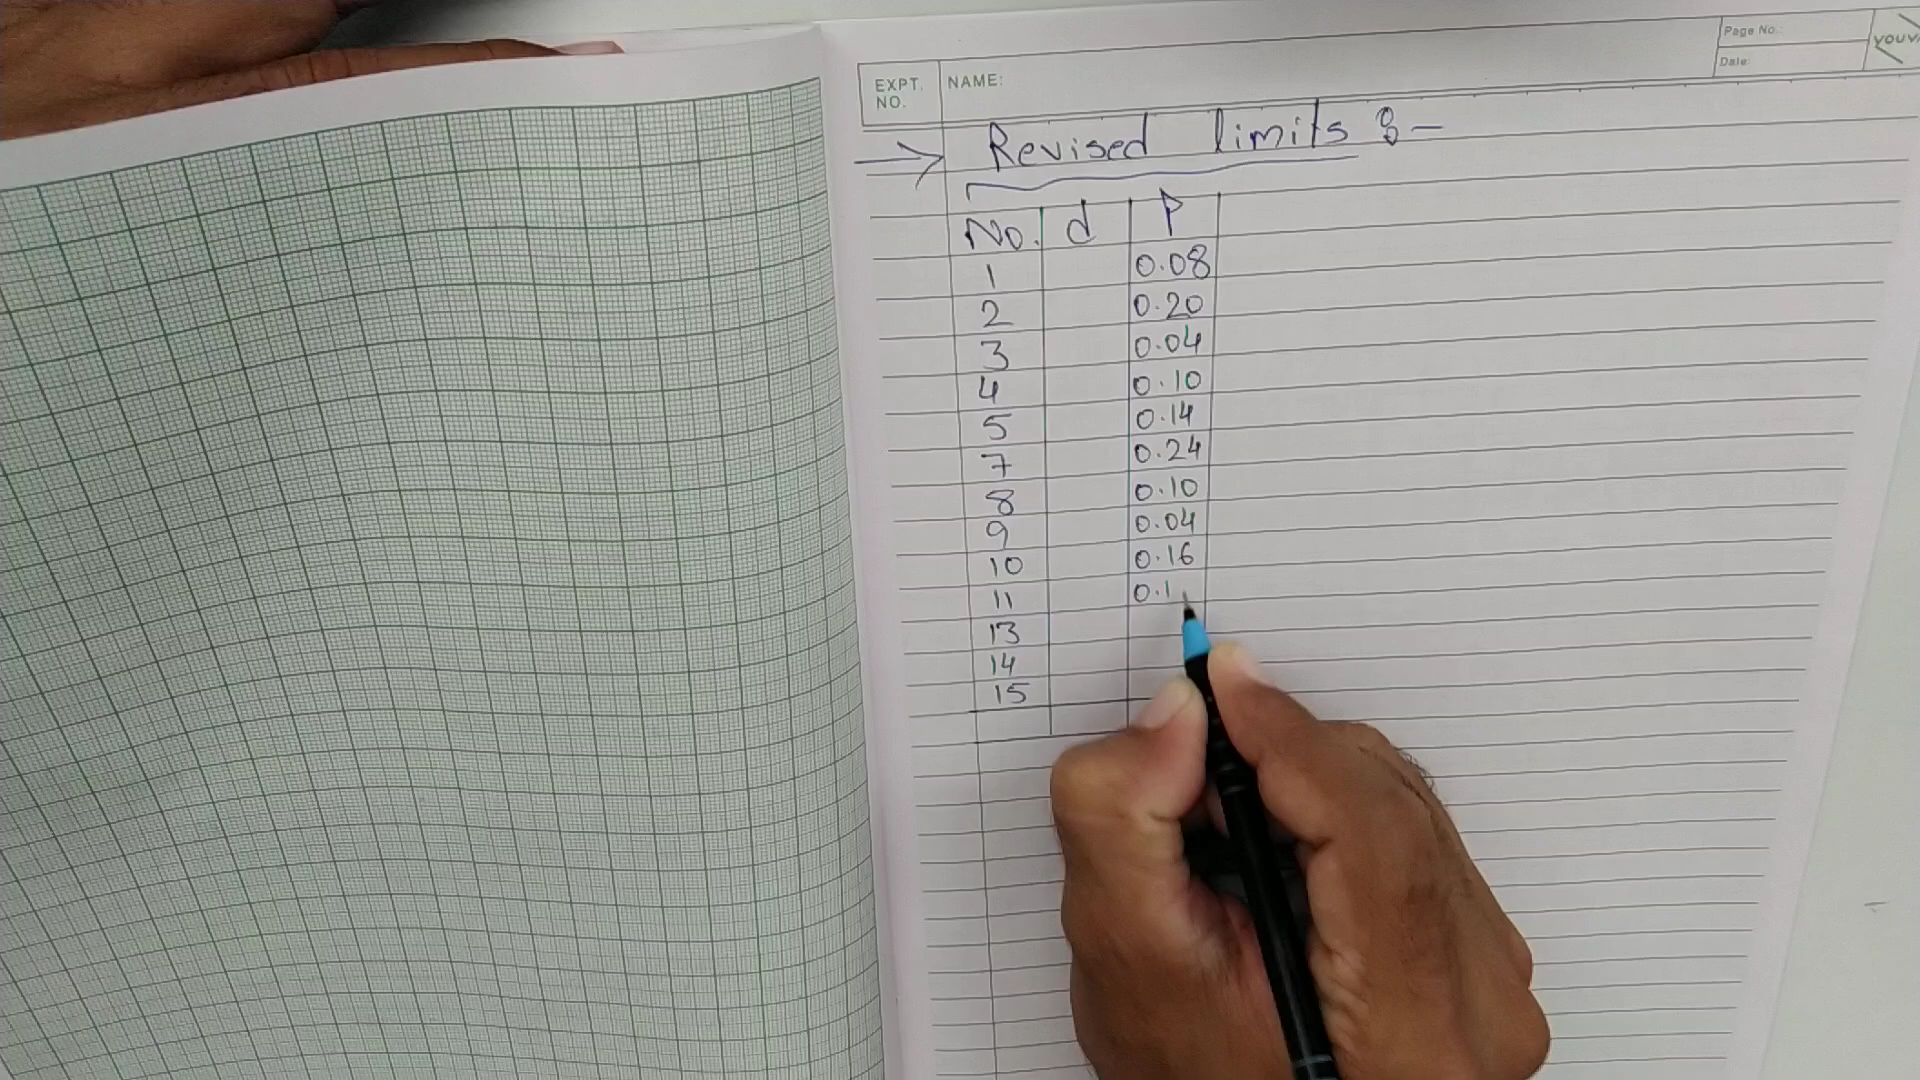 Page No.:
Date:
EXPT. NO. NAME:
→ Revised limits :-
No. d P
1 0.08
2 0.20
3 0.04
4 0.10
5 0.14
7 0.24
8 0.10
9 0.04
10 0.16
11 0.1
13
14
15